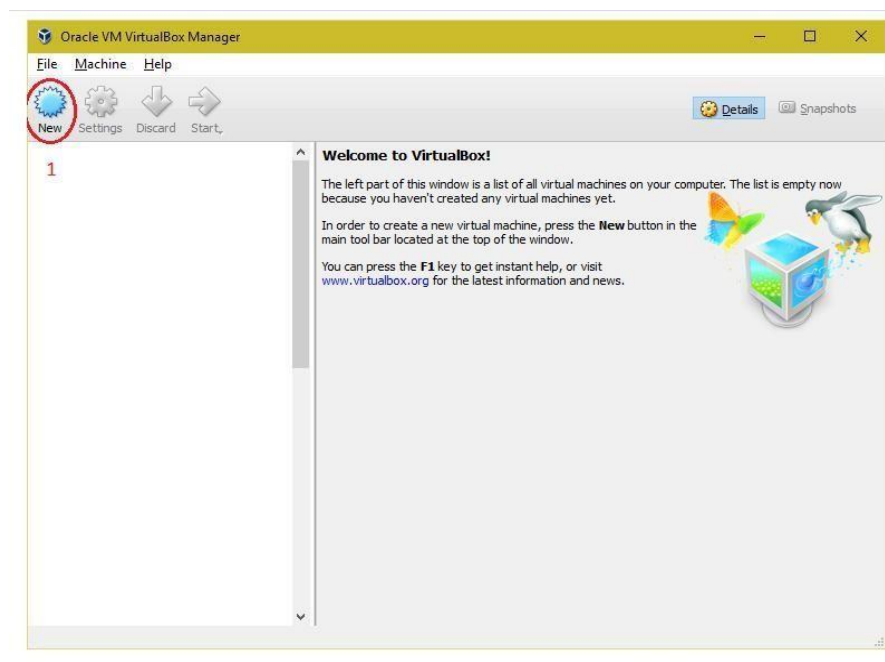 Oracle VM VirtualBox Manager
File Machine Help
New Settings Discard Start
Details Snapshots
1
Welcome to VirtualBox!
The left part of this window is a list of all virtual machines on your computer. The list is empty now
because you haven't created any virtual machines yet.
In order to create a new virtual machine, press the New button in the
main tool bar located at the top of the window.
You can press the F1 key to get instant help, or visit
www.virtualbox.org for the latest information and news.